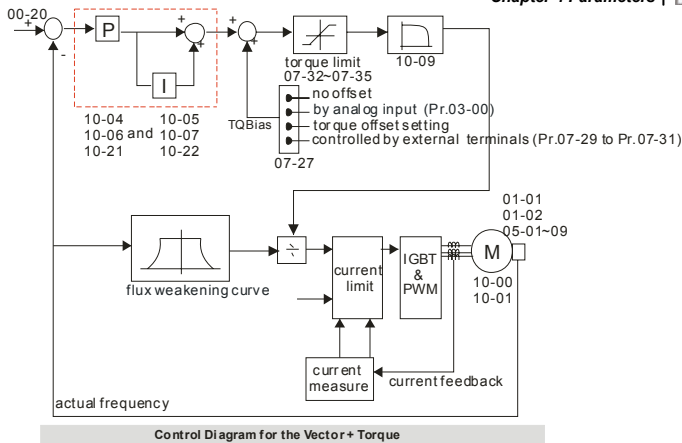 Chapter 4 Parameters |
00-20
+
-
P
I
+
+
+
+
TQBias
torque limit
07-32~07-35
10-09
no offset
by analog input (Pr.03-00)
torque offset setting
controlled by external terminals (Pr.07-29 to Pr.07-31)
07-27
10-04 10-05
10-06 and 10-07
10-21 10-22
flux weakening curve
÷
current
limit
IGBT
&
PWM
M
01-01
01-02
05-01~09
10-00
10-01
current
measure
current feedback
actual frequency
Control Diagram for the Vector + Torque